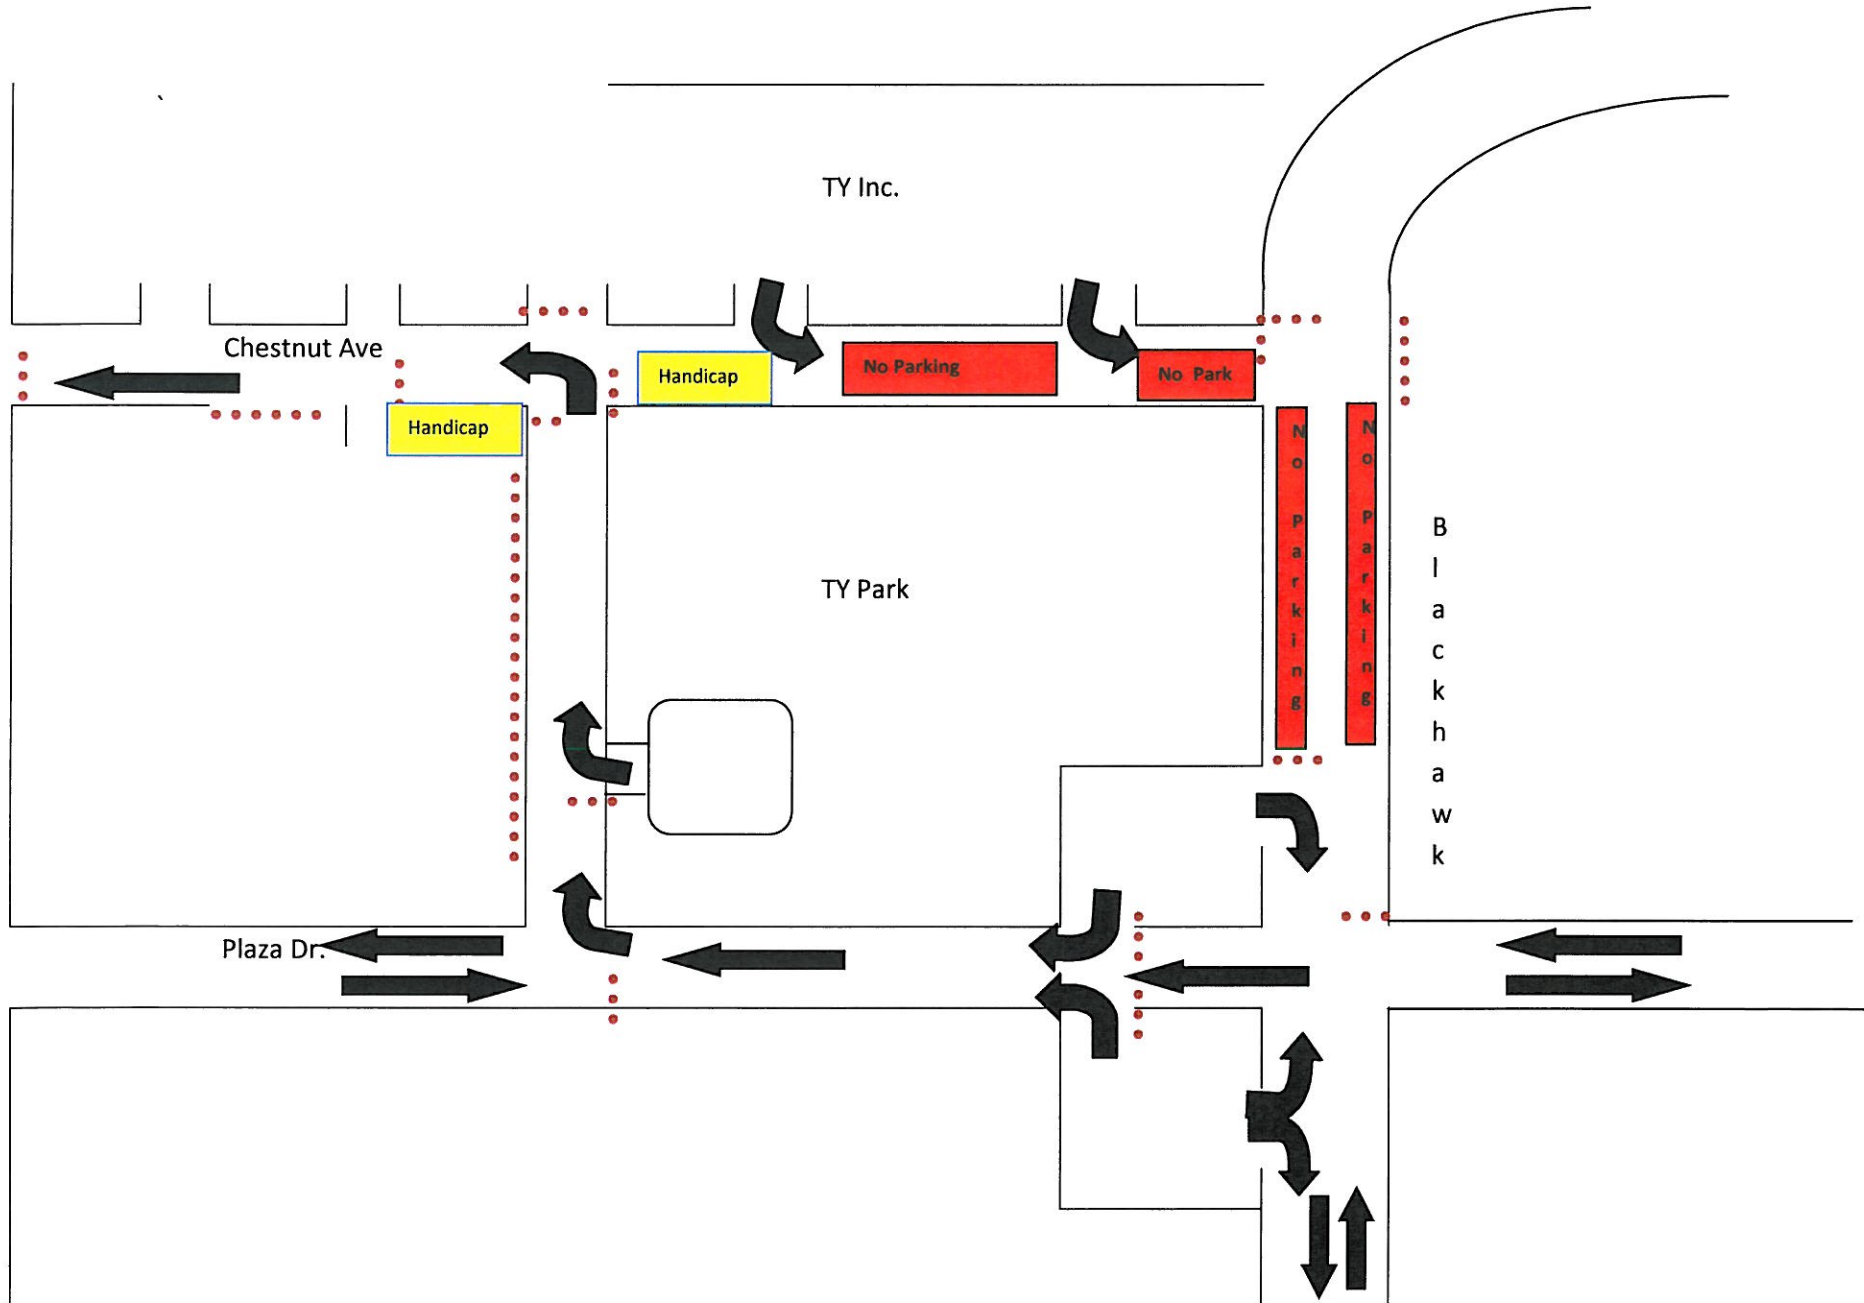 TY Inc.
Chestnut Ave
Handicap
No Parking
No Park
Handicap
No Parking
No Parking
Blackhawk
TY Park
Plaza Dr.